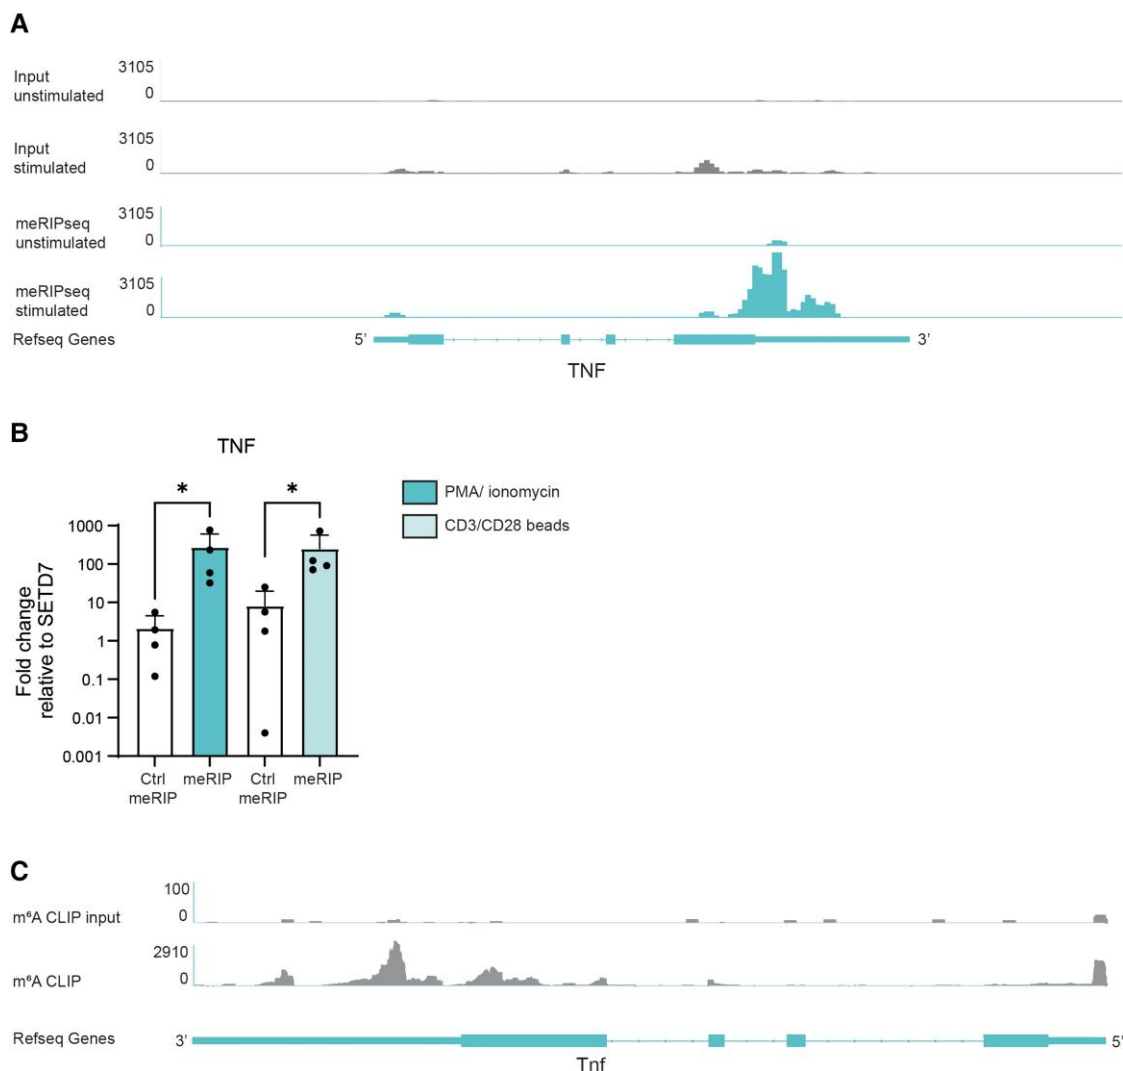 A
Input
unstimulated
3105
0
Input
stimulated
3105
0
meRIPseq
unstimulated
3105
0
meRIPseq
stimulated
3105
0
Refseq Genes
5’
3’
TNF
B
TNF
*
*
PMA/ ionomycin
CD3/CD28 beads
Fold change
relative to SETD7
1000
100
10
1
0.1
0.01
0.001
Ctrl
meRIP
meRIP
Ctrl
meRIP
meRIP
C
m⁶A CLIP input
100
0
m⁶A CLIP
2910
0
Refseq Genes
3’
5’
Tnf